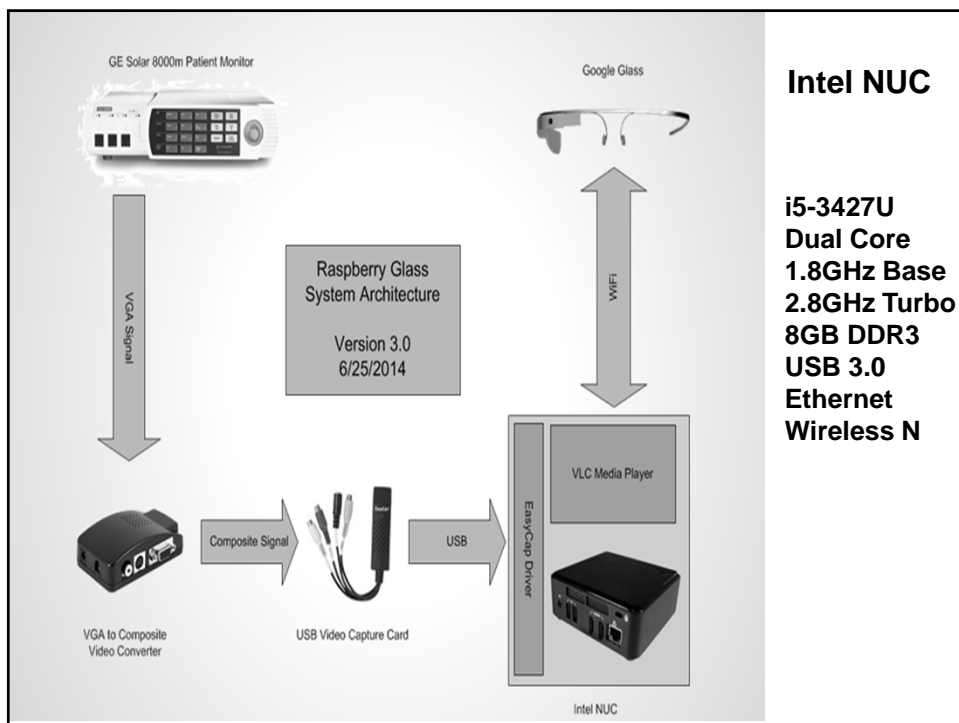 GE Solar 8000m Patient Monitor
Google Glass
Intel NUC
i5-3427U
Dual Core
1.8GHz Base
2.8GHz Turbo
8GB DDR3
USB 3.0
Ethernet
Wireless N
VGA Signal
Raspberry Glass
System Architecture
Version 3.0
6/25/2014
WiFi
VGA to Composite
Video Converter
Composite Signal
USB Video Capture Card
USB
EasyCap Driver
VLC Media Player
Intel NUC